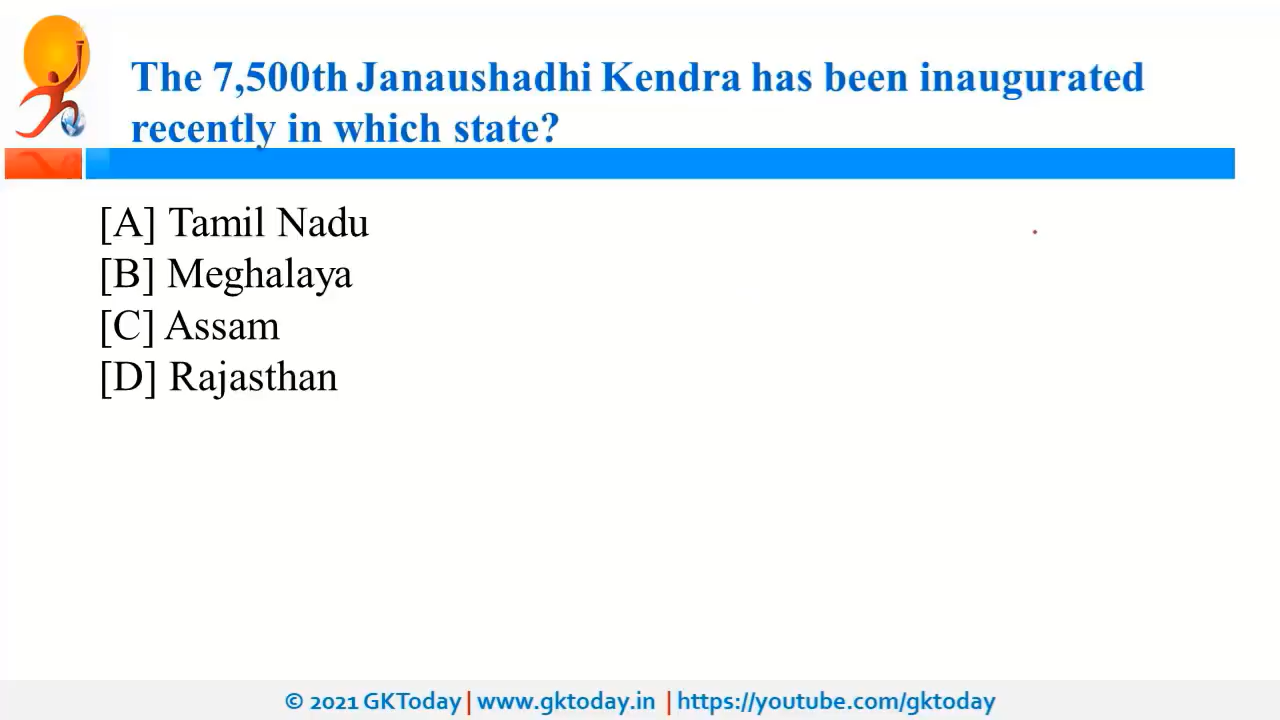 The 7,500th Janaushadhi Kendra has been inaugurated
recently in which state?
[A] Tamil Nadu
[B] Meghalaya
[C] Assam
[D] Rajasthan
© 2021 GKToday | www.gktoday.in | https://youtube.com/gktoday